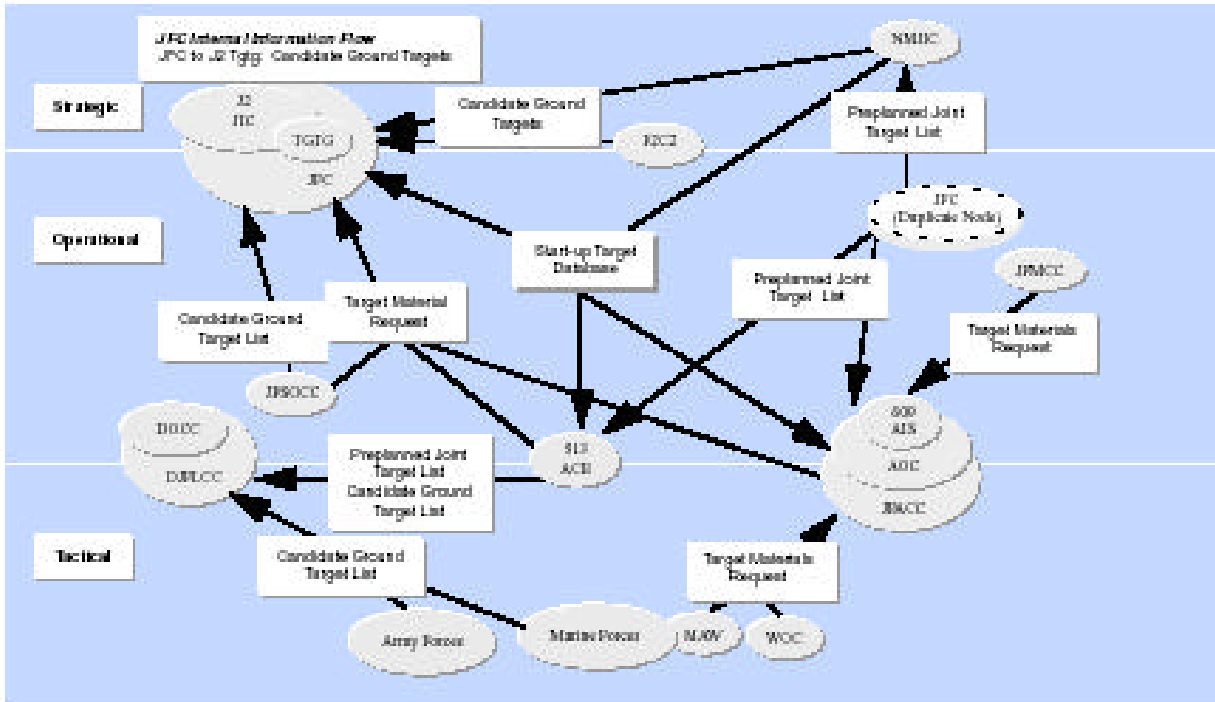 JFC Internal Information Flow
JFC to J2 Tgtg: Candidate Ground Targets
NMJIC
Strategic
J2
JIC
TGTG
JFC
Candidate Ground
Targets
Preplanned Joint
Target List
JFC
(Duplicate Node)
Operational
Start-up Target
Database
Preplanned Joint
Target List
JFMCC
Candidate Ground
Target List
Target Material
Request
Target Materials
Request
JFSOCC
DOCC
DJFLCC
Preplanned Joint
Target List
Candidate Ground
Target List
ACE
609
AIS
AOC
JFACC
Tactical
Candidate Ground
Target List
Target Materials
Request
Army Forces
Marine Forces
WOC